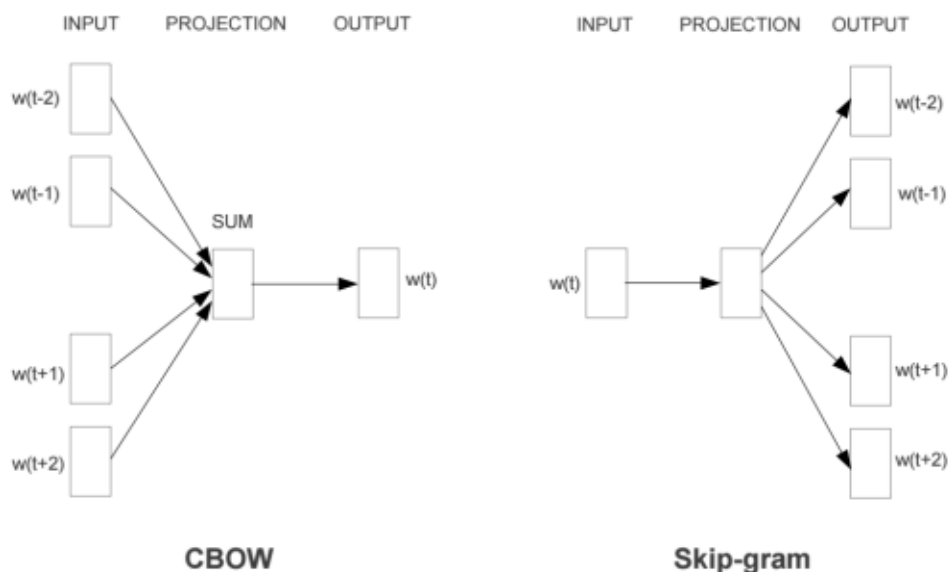 INPUT PROJECTION OUTPUT
w(t-2)
w(t-1)
SUM
w(t)
w(t+1)
w(t+2)
CBOW
INPUT PROJECTION OUTPUT
w(t-2)
w(t-1)
w(t)
w(t+1)
w(t+2)
Skip-gram